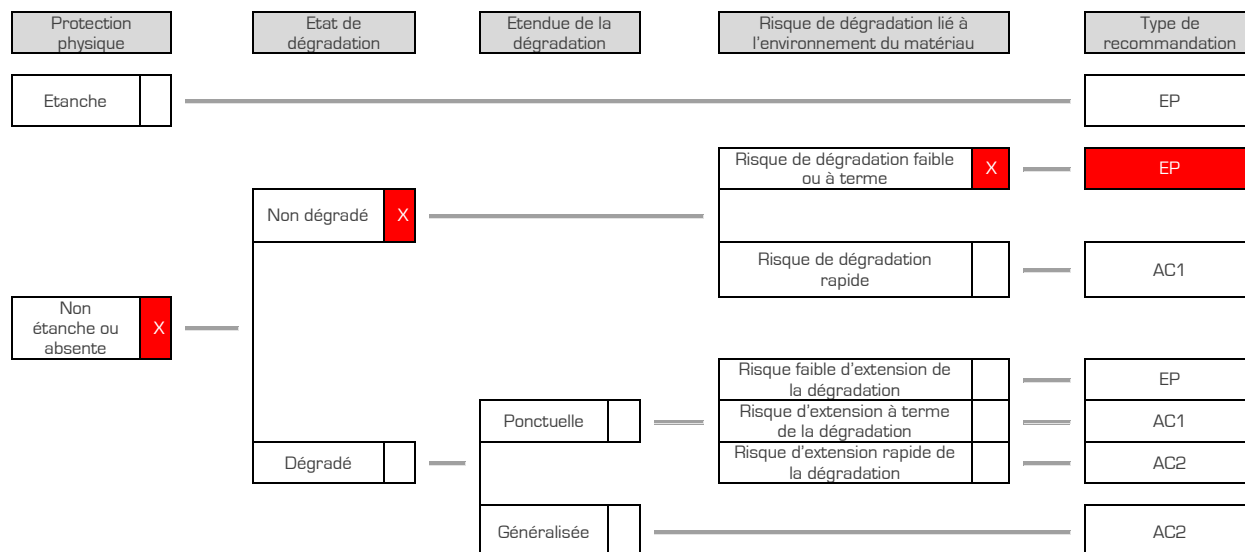 Protection
physique
Etat de
dégradation
Etendue de la
dégradation
Risque de dégradation lié à
l'environnement du matériau
Type de
recommandation
Etanche
EP
Risque de dégradation faible
ou à terme
X
EP
Non dégradé
X
Risque de dégradation
rapide
AC1
Non
étanche ou
absente
X
Risque faible d'extension de
la dégradation
EP
Ponctuelle
Risque d'extension à terme
de la dégradation
AC1
Dégradé
Risque d'extension rapide de
la dégradation
AC2
Généralisée
AC2